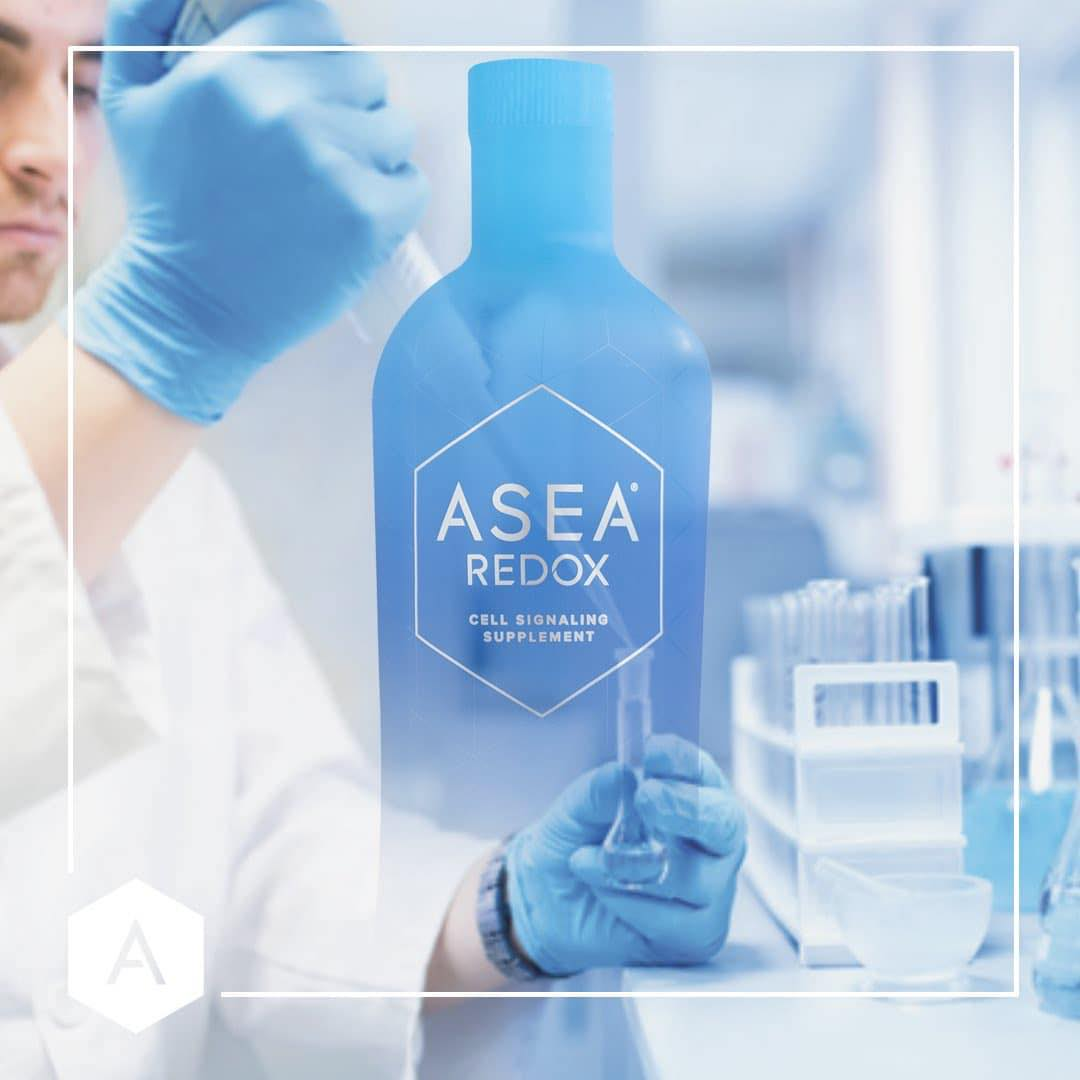 ASEA®
REDOX
CELL SIGNALING
SUPPLEMENT
A